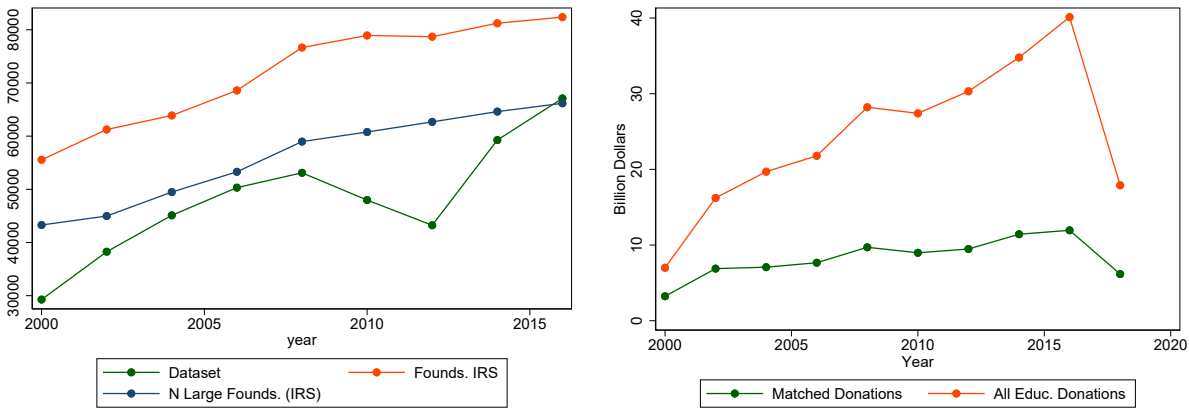 80000
70000
60000
50000
40000
30000
2000 2005 2010 2015
year
Dataset Founds. IRS
N Large Founds. (IRS)
Billion Dollars
40
30
20
10
0
2000 2005 2010 2015 2020
Year
Matched Donations All Educ. Donations